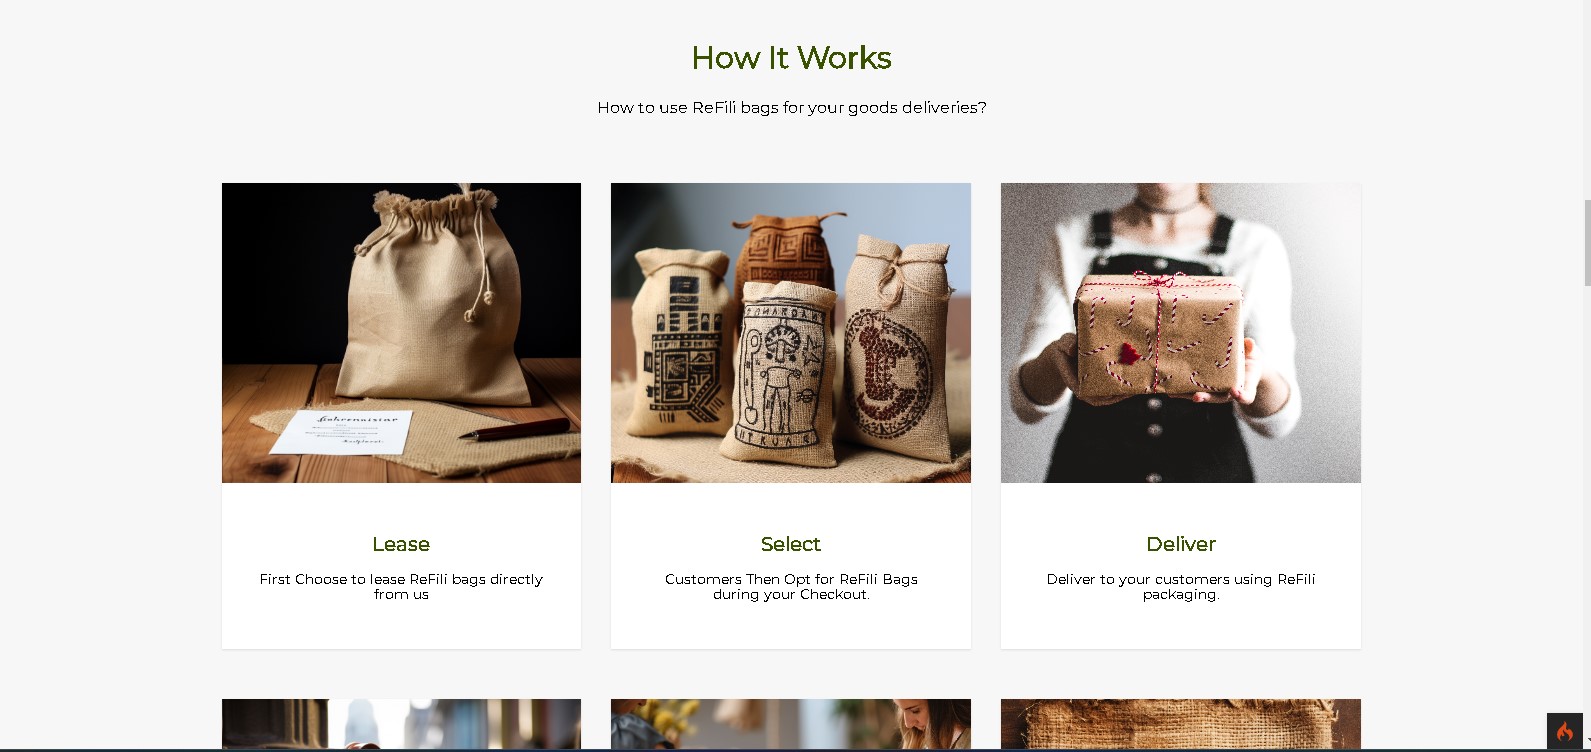 How It Works
How to use ReFili bags for your goods deliveries?
Lease
First Choose to lease ReFili bags directly
from us
Select
Customers Then Opt for ReFili Bags
during your Checkout.
Deliver
Deliver to your customers using ReFili
packaging.